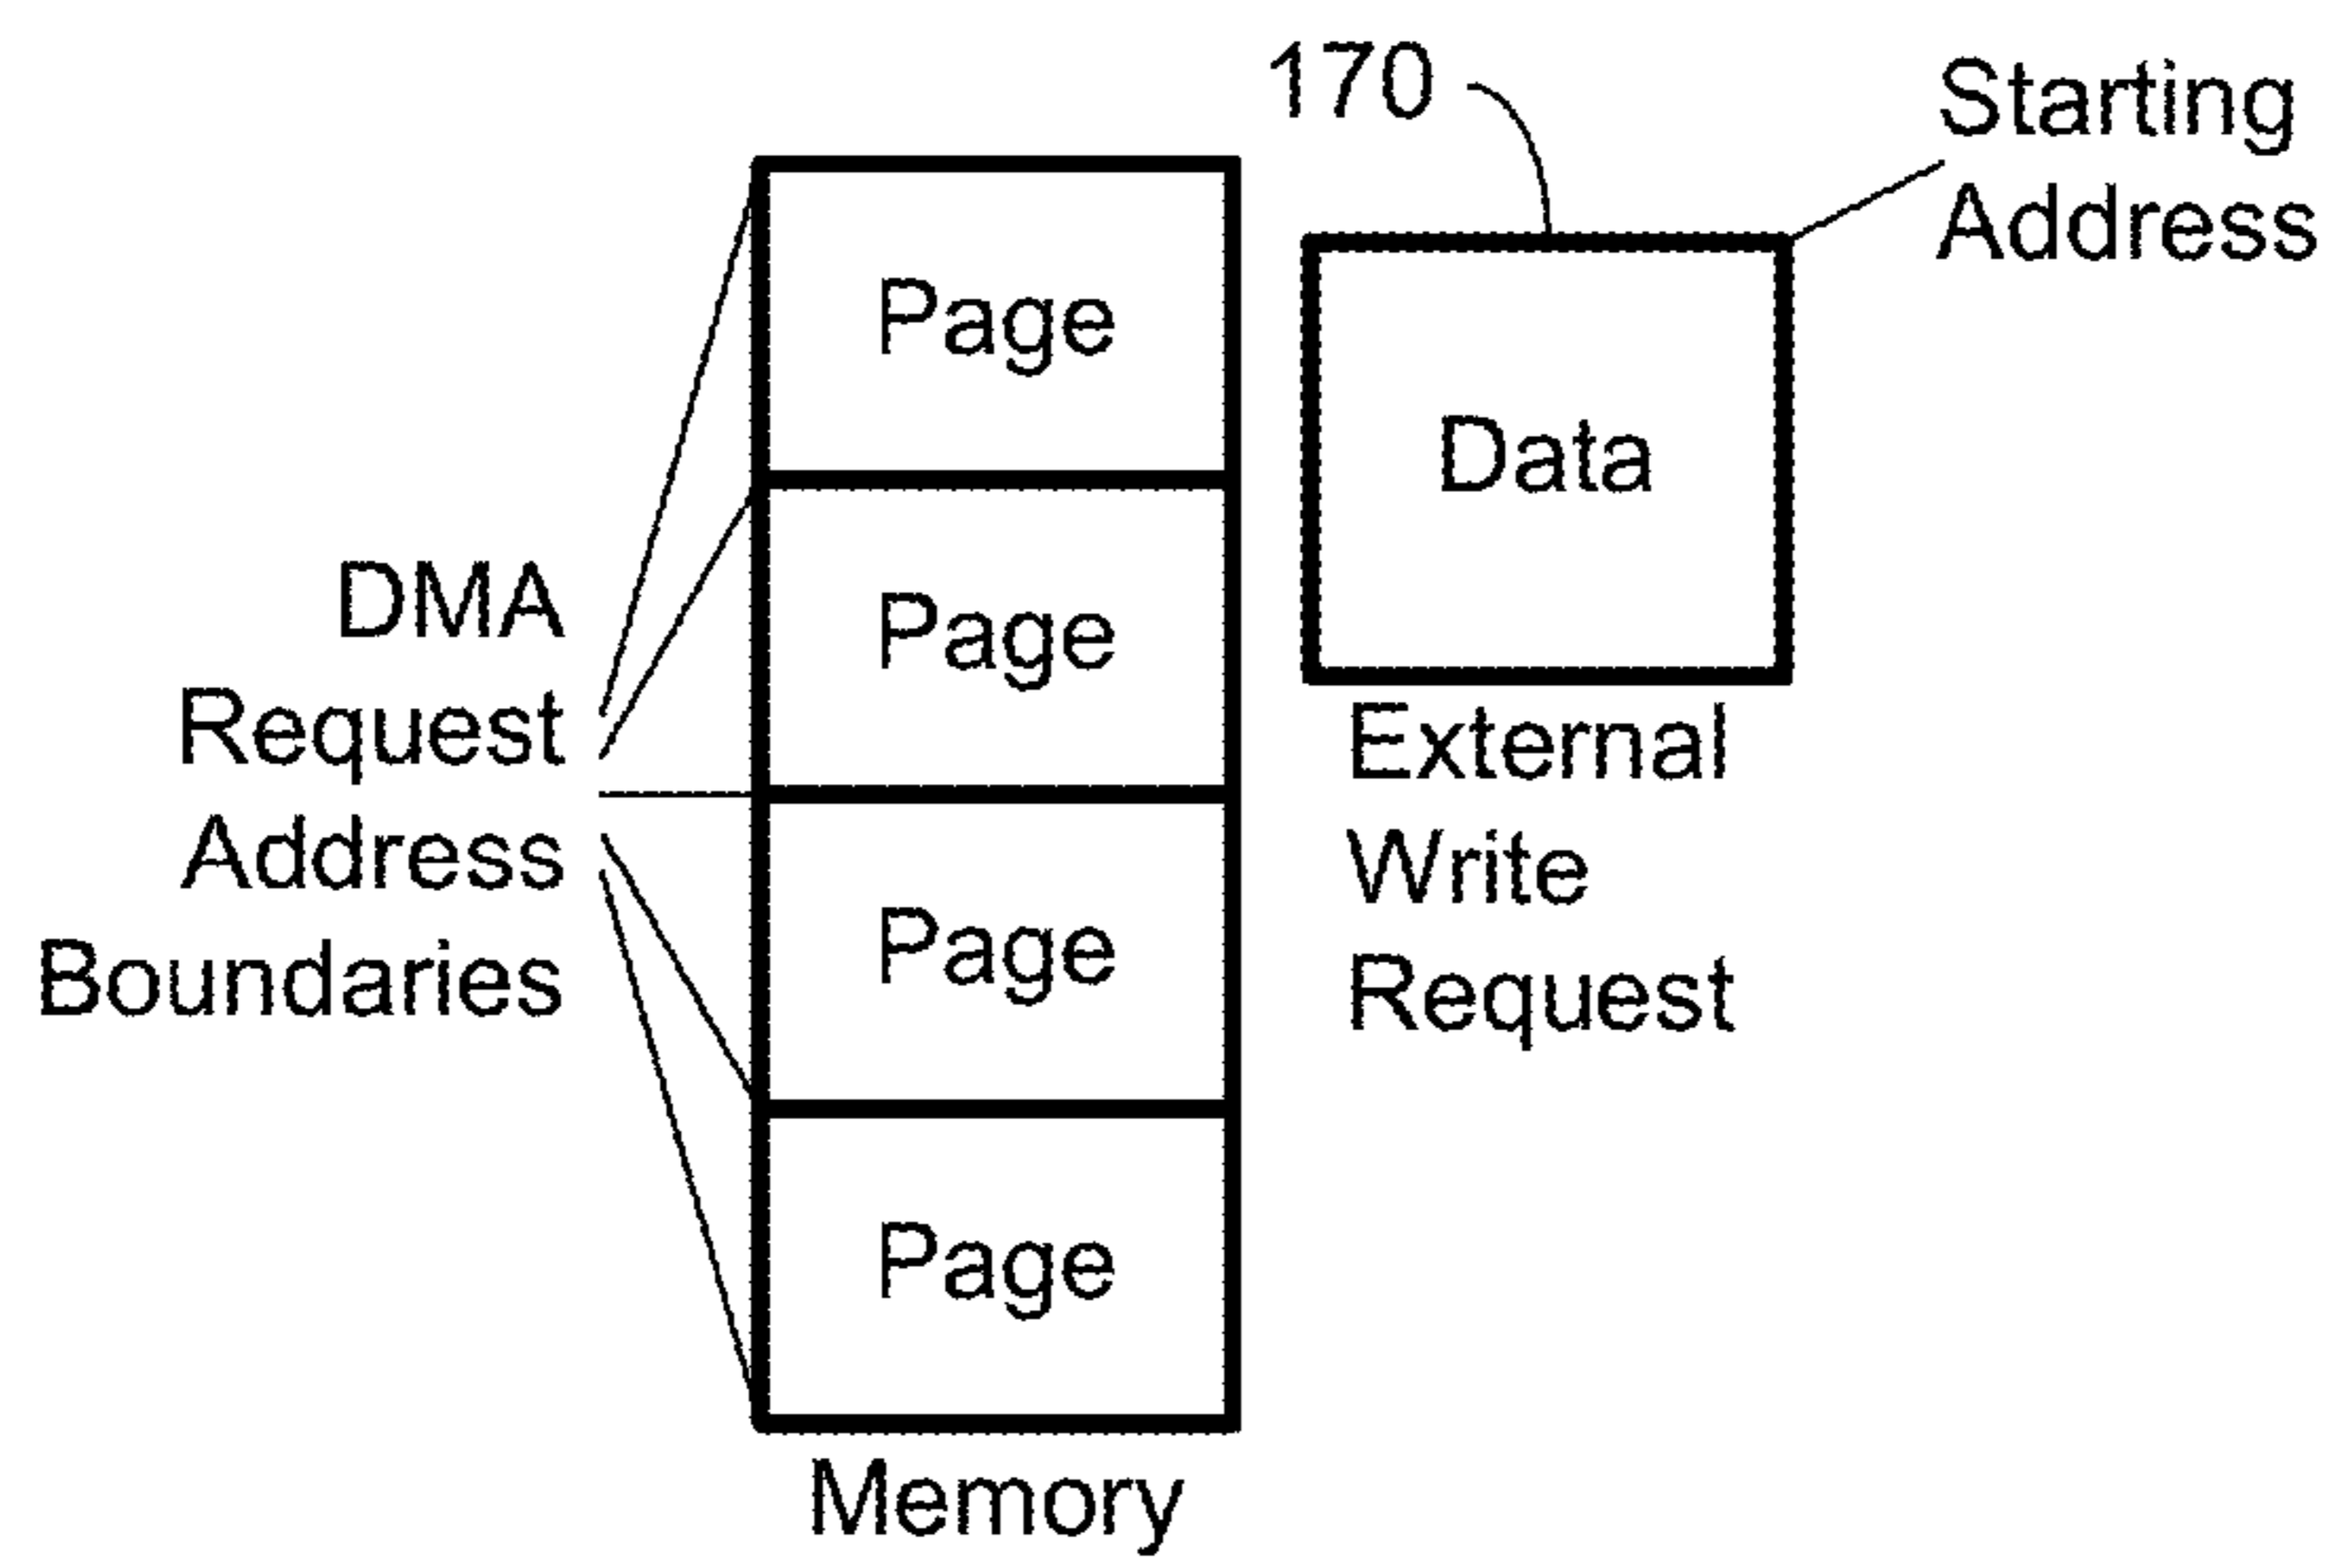 170
Starting
Address
Page
Data
Page
DMA
Request
Address
Boundaries
External
Write
Request
Page
Page
Memory